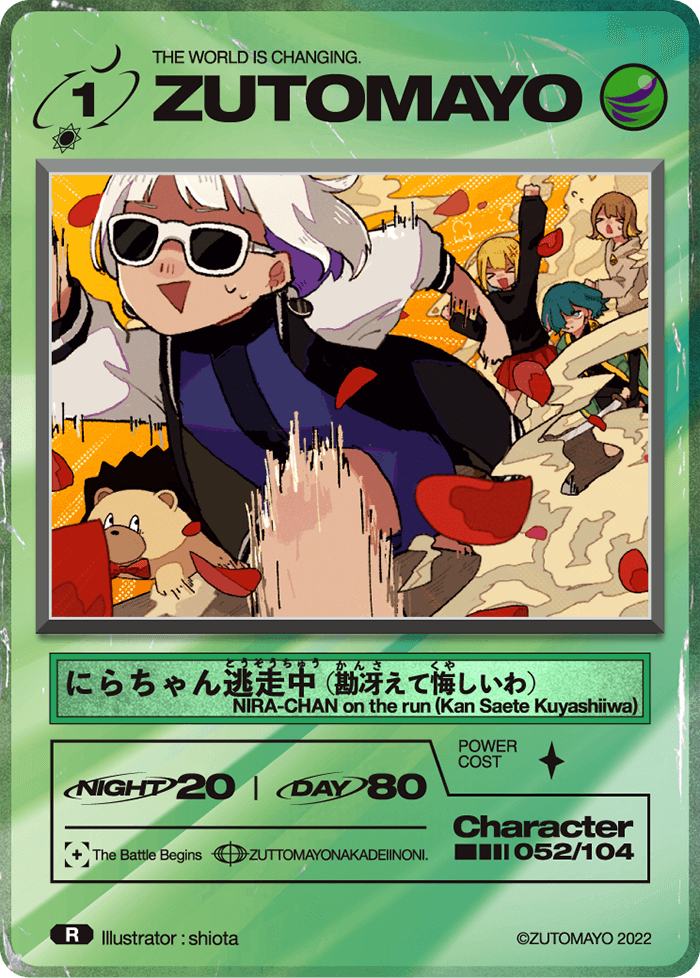 THE WORLD IS CHANGING.
1 ZUTOMAYO
とうそうちゅう かんさ くや
にらちゃん逃走中（勘冴えて悔しいわ）
NIRA-CHAN on the run (Kan Saete Kuyashiiwa)
NIGHT 20 | DAY 80
POWER
COST
The Battle Begins ZUTTOMAYONAKADEIINONI.
Character
052/104
R Illustrator : shiota
©ZUTOMAYO 2022